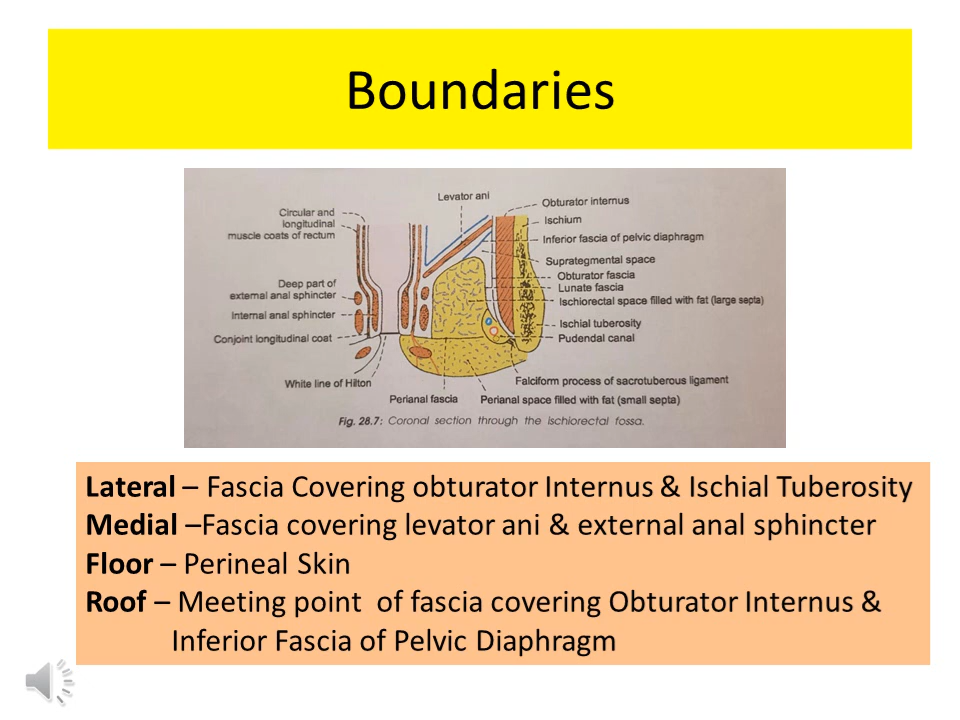 Boundaries
Levator ani
Circular and
longitudinal
muscle coats of rectum
Deep part of
external anal sphincter
Internal anal sphincter
Conjoint longitudinal coat
White line of Hilton
Perianal fascia
Obturator internus
Ischium
Inferior fascia of pelvic diaphragm
Suprategmental space
Obturator fascia
Lunate fascia
Ischiorectal space filled with fat (large septa)
Ischial tuberosity
Pudendal canal
Falciform process of sacrotuberous ligament
Perianal space filled with fat (small septa)
Fig. 28.7: Coronal section through the ischiorectal fossa.
Lateral – Fascia Covering obturator Internus & Ischial Tuberosity
Medial –Fascia covering levator ani & external anal sphincter
Floor – Perineal Skin
Roof – Meeting point of fascia covering Obturator Internus &
Inferior Fascia of Pelvic Diaphragm